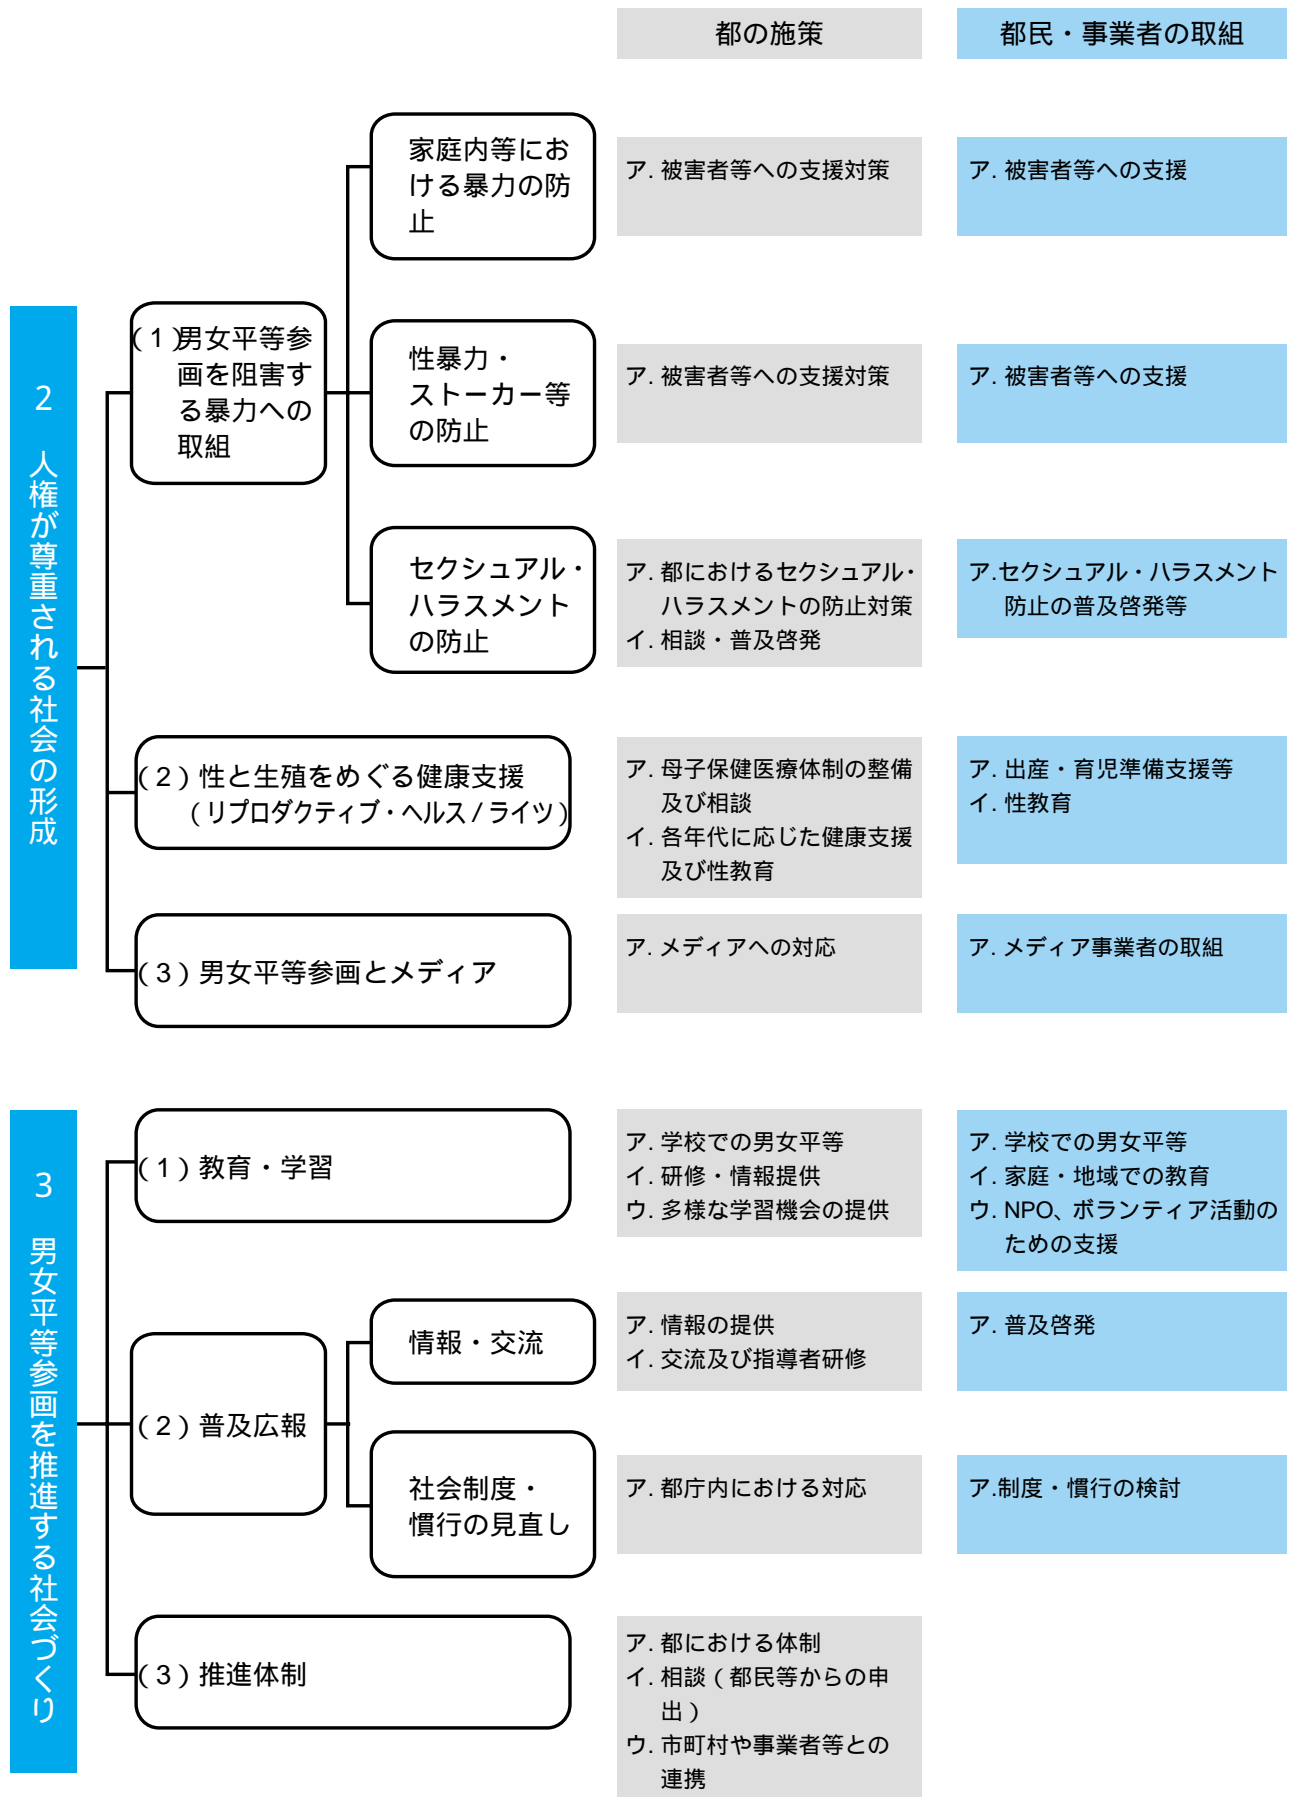 都の施策
都民・事業者の取組
2 人権が尊重される社会の形成
(1)男女平等参
画を阻害す
る暴力への
取組
家庭内等にお
ける暴力の防
止
ア. 被害者等への支援対策
ア. 被害者等への支援
性暴力・
ストーカー等
の防止
ア. 被害者等への支援対策
ア. 被害者等への支援
セクシュアル・
ハラスメント
の防止
ア. 都におけるセクシュアル・
ハラスメントの防止対策
イ. 相談・普及啓発
ア.セクシュアル・ハラスメント
防止の普及啓発等
(2)性と生殖をめぐる健康支援
(リプロダクティブ・ヘルス/ライツ)
ア. 母子保健医療体制の整備
及び相談
イ. 各年代に応じた健康支援
及び性教育
ア. 出産・育児準備支援等
イ. 性教育
(3)男女平等参画とメディア
ア. メディアへの対応
ア. メディア事業者の取組
3 男女平等参画を推進する社会づくり
(1)教育・学習
ア. 学校での男女平等
イ. 研修・情報提供
ウ. 多様な学習機会の提供
ア. 学校での男女平等
イ. 家庭・地域での教育
ウ. NPO、ボランティア活動の
ための支援
(2)普及広報
情報・交流
ア. 情報の提供
イ. 交流及び指導者研修
ア. 普及啓発
社会制度・
慣行の見直し
ア. 都庁内における対応
ア.制度・慣行の検討
(3)推進体制
ア. 都における体制
イ. 相談(都民等からの申
出)
ウ. 市町村や事業者等との
連携